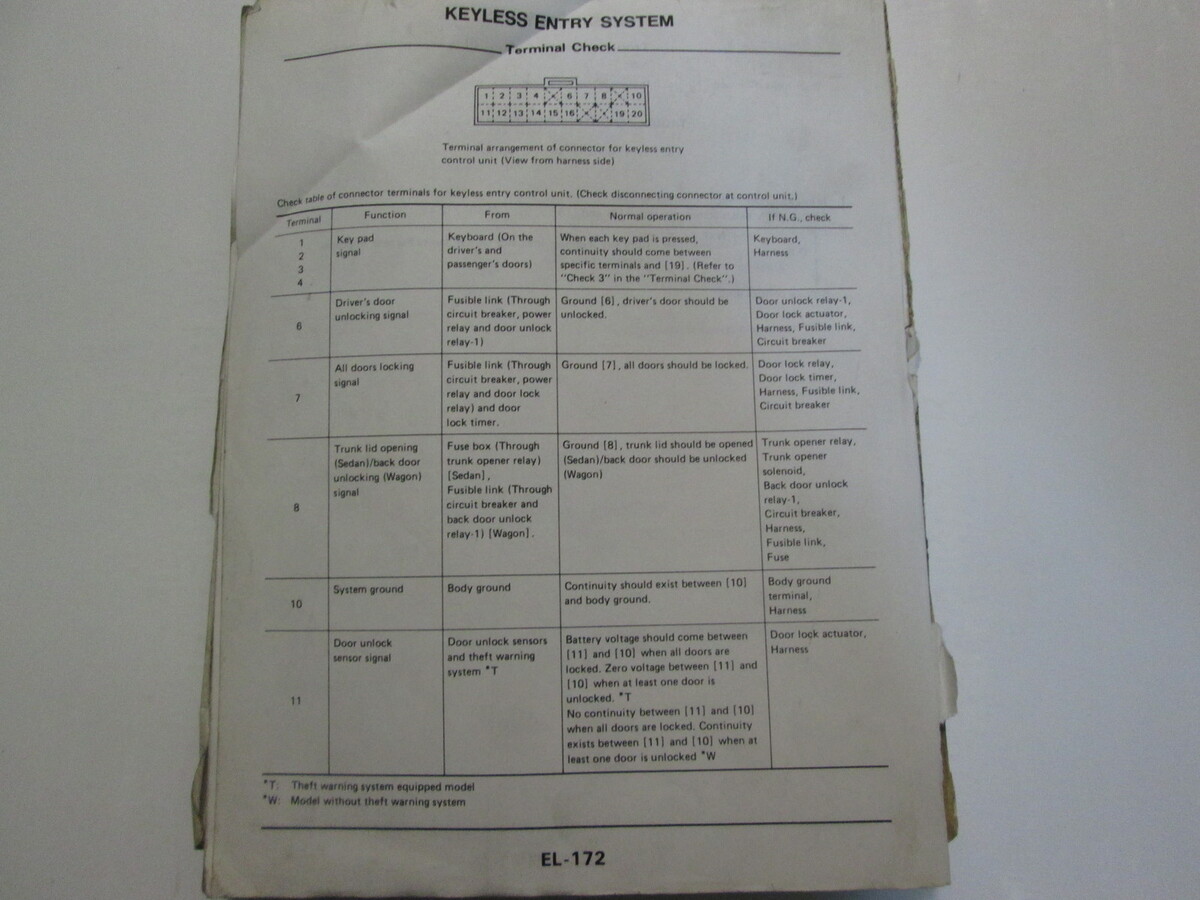 KEYLESS ENTRY SYSTEM
Terminal Check
1 2 3 4 6 7 8 10
11 12 13 14 15 16 19 20
Terminal arrangement of connector for keyless entry
control unit (View from harness side)
Check table of connector terminals for keyless entry control unit. (Check disconnecting connector at control unit.)
Terminal Function From Normal operation If N.G., check
1
2
3
4
Key pad
signal
Keyboard (On the
driver's and
passenger's doors)
When each key pad is pressed,
continuity should come between
specific terminals and [19]. (Refer to
"Check 3" in the "Terminal Check".)
Keyboard,
Harness
6
Driver's door
unlocking signal
Fusible link (Through
circuit breaker, power
relay and door unlock
relay-1)
Ground [6], driver's door should be
unlocked.
Door unlock relay-1,
Door lock actuator,
Harness, Fusible link,
Circuit breaker
7
All doors locking
signal
Fusible link (Through
circuit breaker, power
relay and door lock
relay) and door
lock timer.
Ground [7], all doors should be locked.
Door lock relay,
Door lock timer,
Harness, Fusible link,
Circuit breaker
8
Trunk lid opening
(Sedan)/back door
unlocking (Wagon)
signal
Fuse box (Through
trunk opener relay)
[Sedan],
Fusible link (Through
circuit breaker and
back door unlock
relay-1) [Wagon].
Ground [8], trunk lid should be opened
(Sedan)/back door should be unlocked
(Wagon)
Trunk opener relay,
Trunk opener
solenoid,
Back door unlock
relay-1,
Circuit breaker,
Harness,
Fusible link,
Fuse
10
System ground
Body ground
Continuity should exist between [10]
and body ground.
Body ground
terminal,
Harness
11
Door unlock
sensor signal
Door unlock sensors
and theft warning
system *T
Battery voltage should come between
[11] and [10] when all doors are
locked. Zero voltage between [11] and
[10] when at least one door is
unlocked. *T
No continuity between [11] and [10]
when all doors are locked. Continuity
exists between [11] and [10] when at
least one door is unlocked *W
Door lock actuator,
Harness
*T: Theft warning system equipped model
*W: Model without theft warning system
EL-172